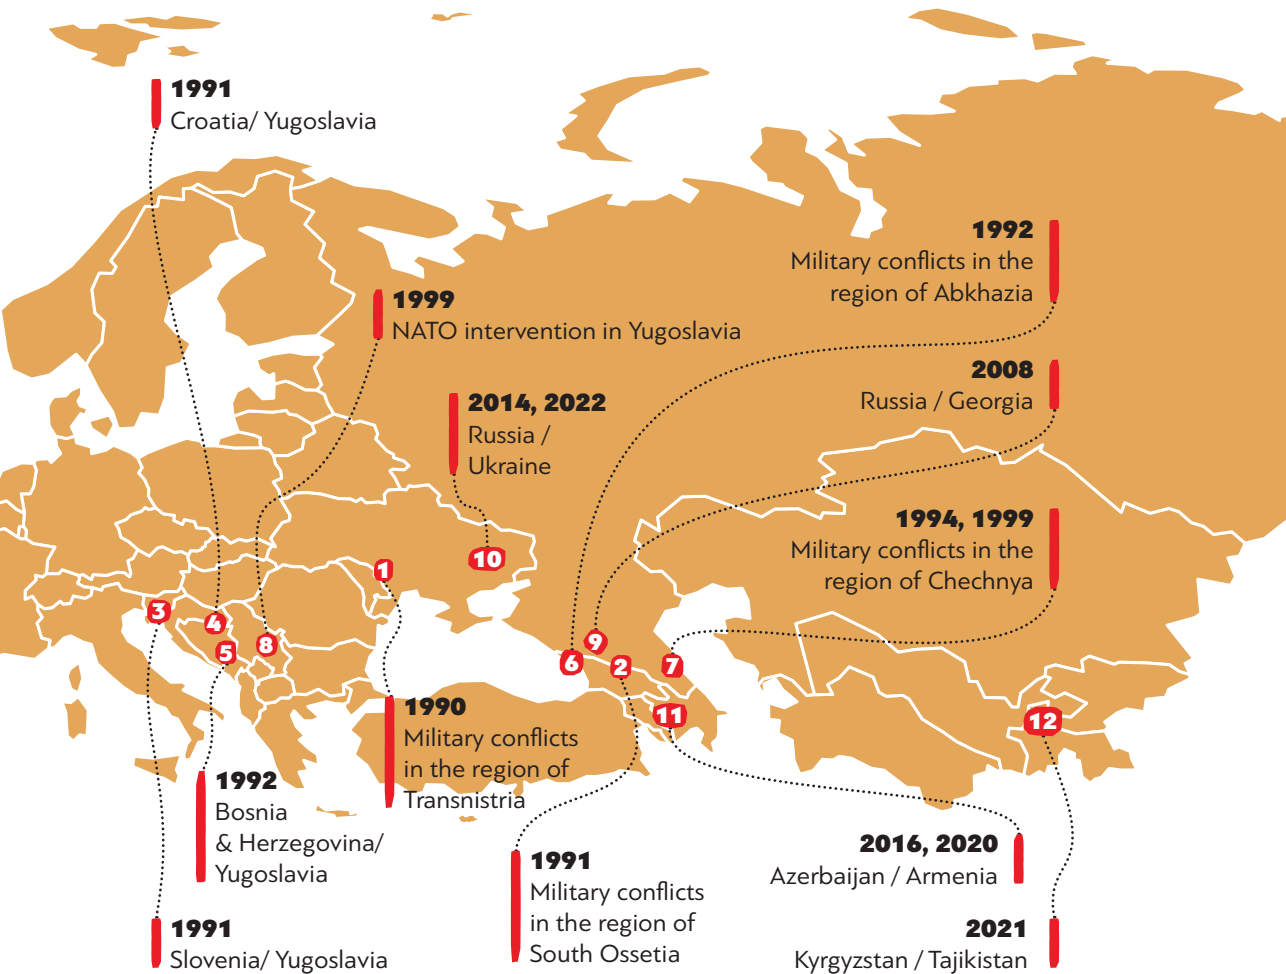 1991
Croatia/ Yugoslavia
1992
Military conflicts in the
region of Abkhazia
1999
NATO intervention in Yugoslavia
2008
Russia / Georgia
2014, 2022
Russia /
Ukraine
1994, 1999
Military conflicts in the
region of Chechnya
10
1
3
4
5
8
9
6
2
7
11
12
1990
Military conflicts
in the region of
Transnistria
1992
Bosnia
& Herzegovina/
Yugoslavia
1991
Military conflicts
in the region of
South Ossetia
2016, 2020
Azerbaijan / Armenia
1991
Slovenia/ Yugoslavia
2021
Kyrgyzstan / Tajikistan